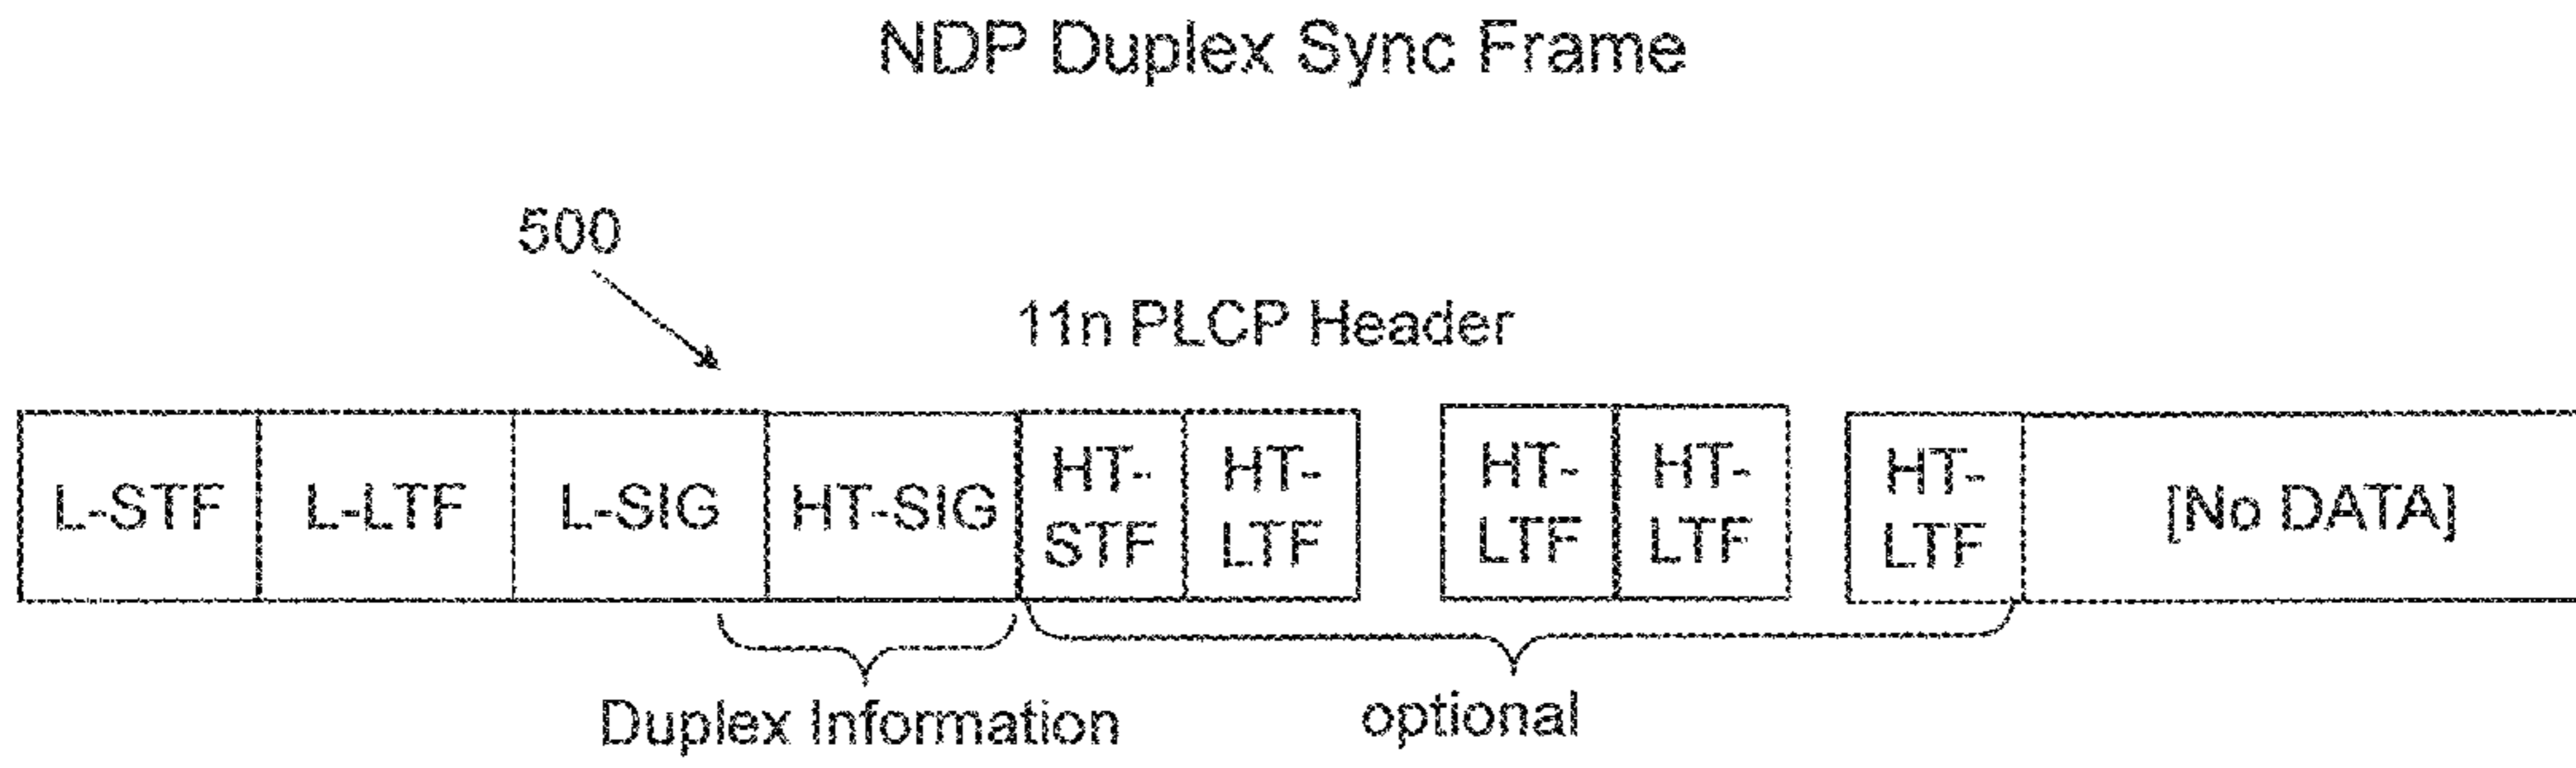 NDP Duplex Sync Frame
500
11n PLCP Header
L-STF
L-LTF
L-SIG
HT-SIG
HT-
STF
HT-
LTF
HT-
LTF
HT-
LTF
HT-
LTF
[No DATA]
Duplex Information
optional